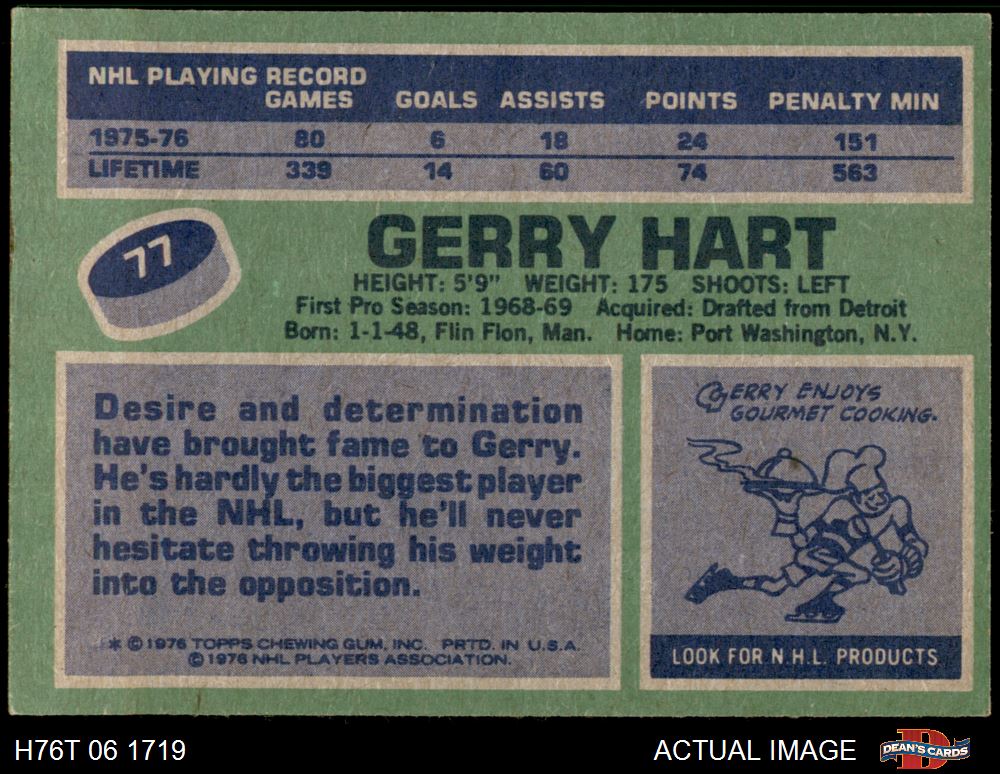 NHL PLAYING RECORD
GAMES GOALS ASSISTS POINTS PENALTY MIN
1975-76 80 6 18 24 151
LIFETIME 339 14 60 74 563
77
GERRY HART
HEIGHT: 5'9" WEIGHT: 175 SHOOTS: LEFT
First Pro Season: 1968-69 Acquired: Drafted from Detroit
Born: 1-1-48, Flin Flon, Man. Home: Port Washington, N.Y.
Desire and determination
have brought fame to Gerry.
He's hardly the biggest player
in the NHL, but he'll never
hesitate throwing his weight
into the opposition.
* © 1976 TOPPS CHEWING GUM, INC. PRTD. IN U.S.A.
© 1976 NHL PLAYERS ASSOCIATION.
GERRY ENJOYS
GOURMET COOKING.
LOOK FOR N.H.L. PRODUCTS
H76T 06 1719
ACTUAL IMAGE
DEAN'S CARDS